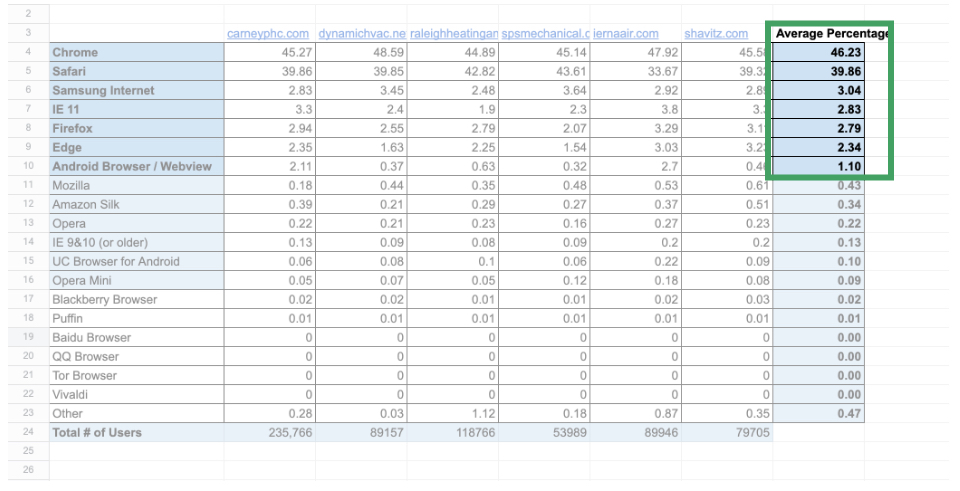 2
3 carneyphc.com dynamichvac.ne raleighheatingan spsmechanical.c iernaair.com shavitz.com Average Percentage
4 Chrome 45.27 48.59 44.89 45.14 47.92 45.5 46.23
5 Safari 39.86 39.85 42.82 43.61 33.67 39.3 39.86
6 Samsung Internet 2.83 3.45 2.48 3.64 2.92 2.8 3.04
7 IE 11 3.3 2.4 1.9 2.3 3.8 3. 2.83
8 Firefox 2.94 2.55 2.79 2.07 3.29 3.1 2.79
9 Edge 2.35 1.63 2.25 1.54 3.03 3.2 2.34
10 Android Browser / Webview 2.11 0.37 0.63 0.32 2.7 0.4 1.10
11 Mozilla 0.18 0.44 0.35 0.48 0.53 0.61 0.43
12 Amazon Silk 0.39 0.21 0.29 0.27 0.37 0.51 0.34
13 Opera 0.22 0.21 0.23 0.16 0.27 0.23 0.22
14 IE 9&10 (or older) 0.13 0.09 0.08 0.09 0.2 0.2 0.13
15 UC Browser for Android 0.06 0.08 0.1 0.06 0.22 0.09 0.10
16 Opera Mini 0.05 0.07 0.05 0.12 0.18 0.08 0.09
17 Blackberry Browser 0.02 0.02 0.01 0.01 0.02 0.03 0.02
18 Puffin 0.01 0.01 0.01 0.01 0.01 0.01 0.01
19 Baidu Browser 0 0 0 0 0 0 0.00
20 QQ Browser 0 0 0 0 0 0 0.00
21 Tor Browser 0 0 0 0 0 0 0.00
22 Vivaldi 0 0 0 0 0 0 0.00
23 Other 0.28 0.03 1.12 0.18 0.87 0.35 0.47
24 Total # of Users 235,766 89157 118766 53989 89946 79705
25
26